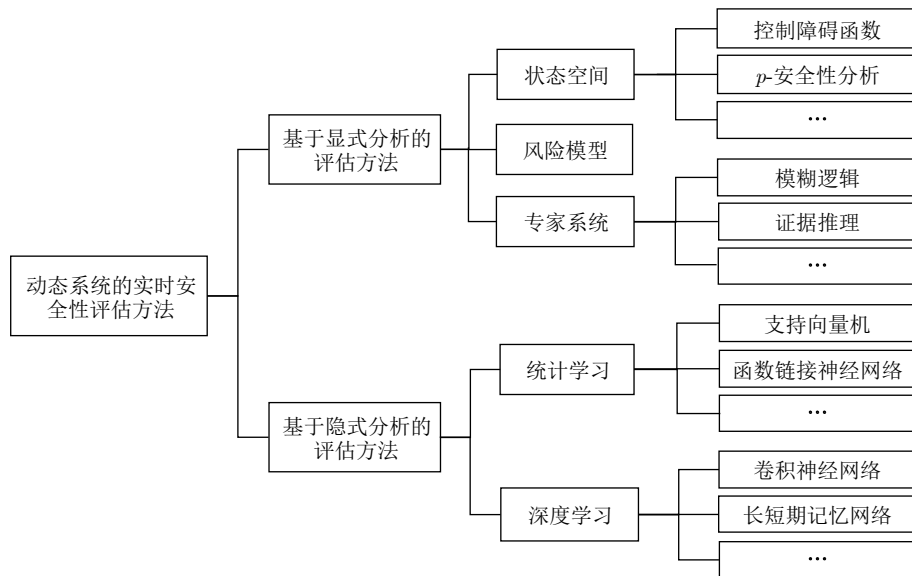 动态系统的实时安
全性评估方法
基于显式分析的
评估方法
状态空间
控制障碍函数
p-安全性分析
…
风险模型
专家系统
模糊逻辑
证据推理
…
基于隐式分析的
评估方法
统计学习
支持向量机
函数链接神经网络
…
深度学习
卷积神经网络
长短期记忆网络
…